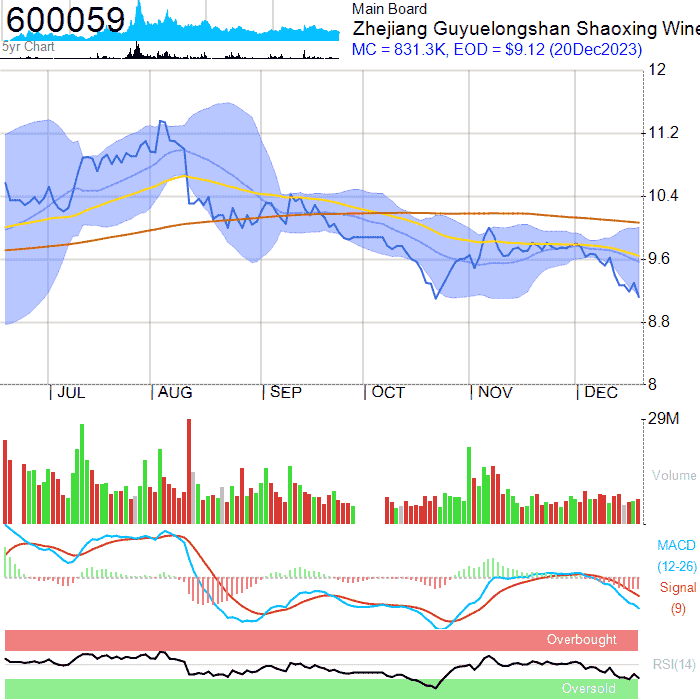 600059
5yr Chart
Main Board
Zhejiang Guyuelongshan Shaoxing Wine
MC = 831.3K, EOD = $9.12 (20Dec2023)
12
11.2
10.4
9.6
8.8
8
JUL
AUG
SEP
OCT
NOV
DEC
29M
Volume
MACD
(12-26)
Signal
(9)
Overbought
RSI(14)
Oversold